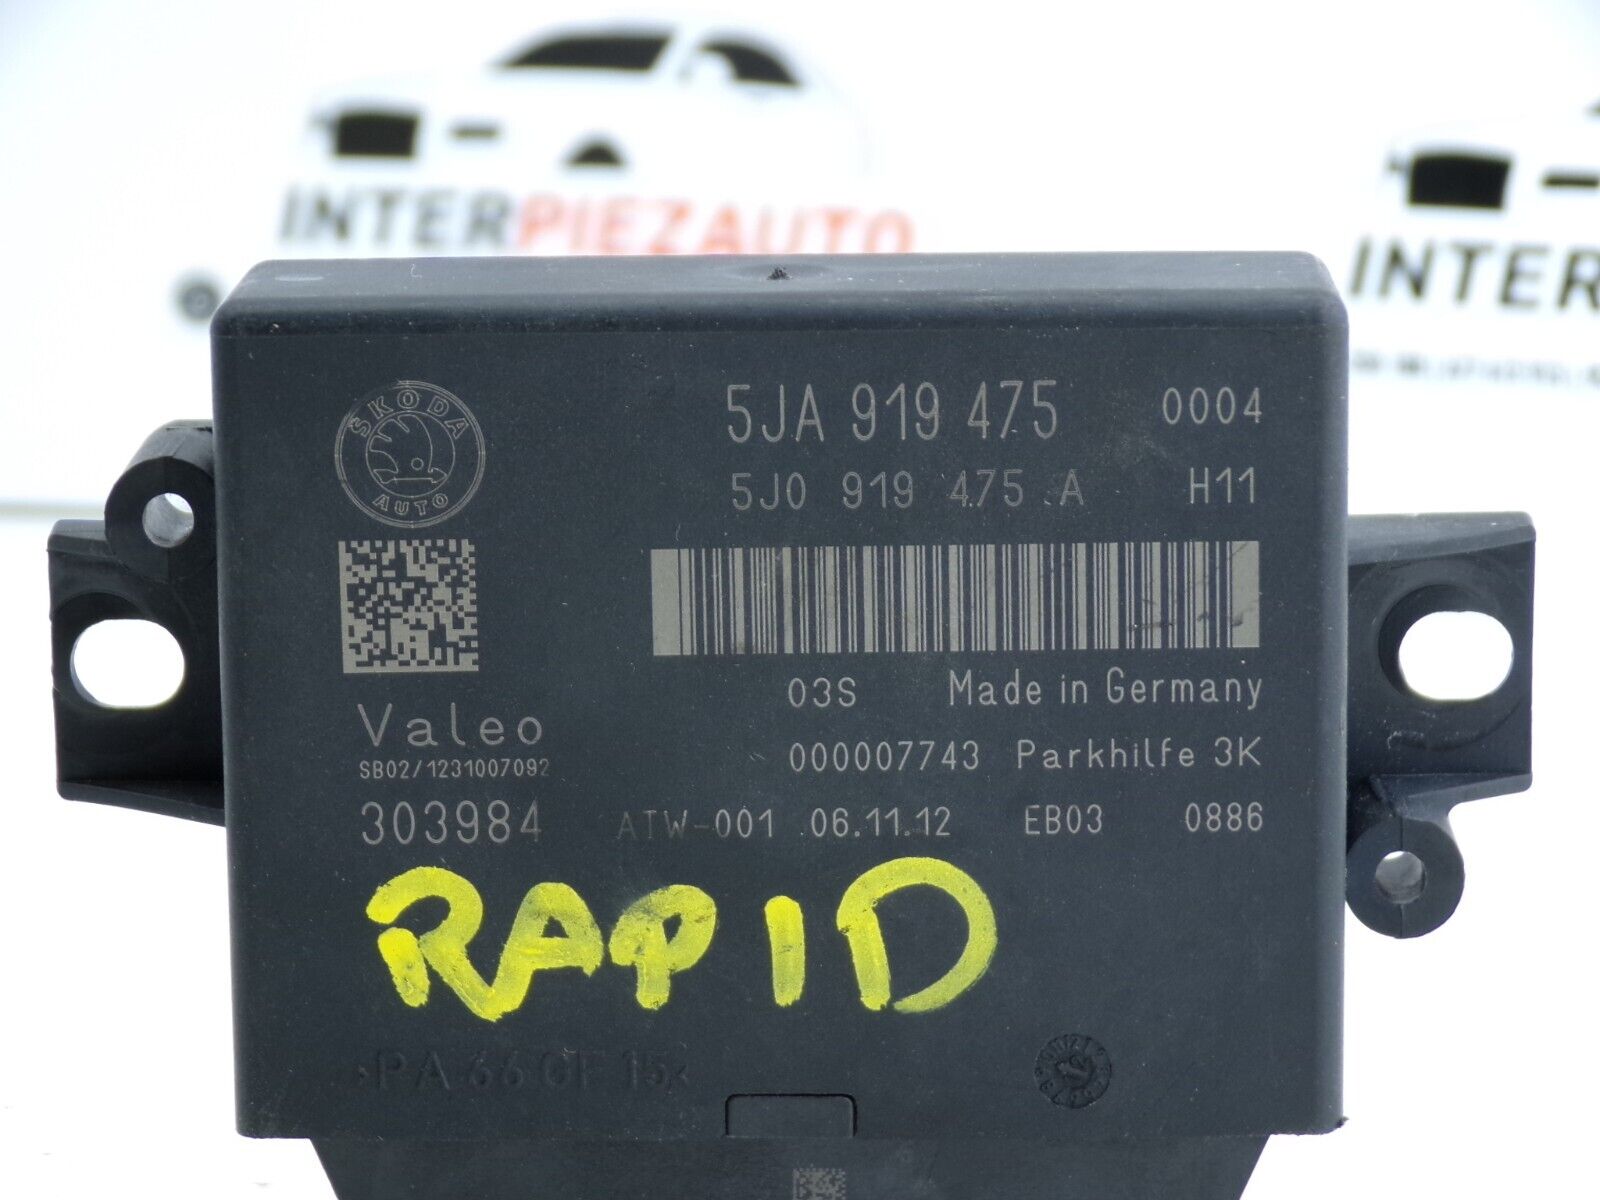 INTERPIEZAUTO
INTER
5JA 919 475 0004
5J0 919 475 A H11
ŠKODA
AUTO
03S Made in Germany
Valeo
000007743 Parkhilfe 3K
SB02/1231007092
303984 ATW-001 06.11.12 EB03 0886
RAPID
>PA 66 GF 15<